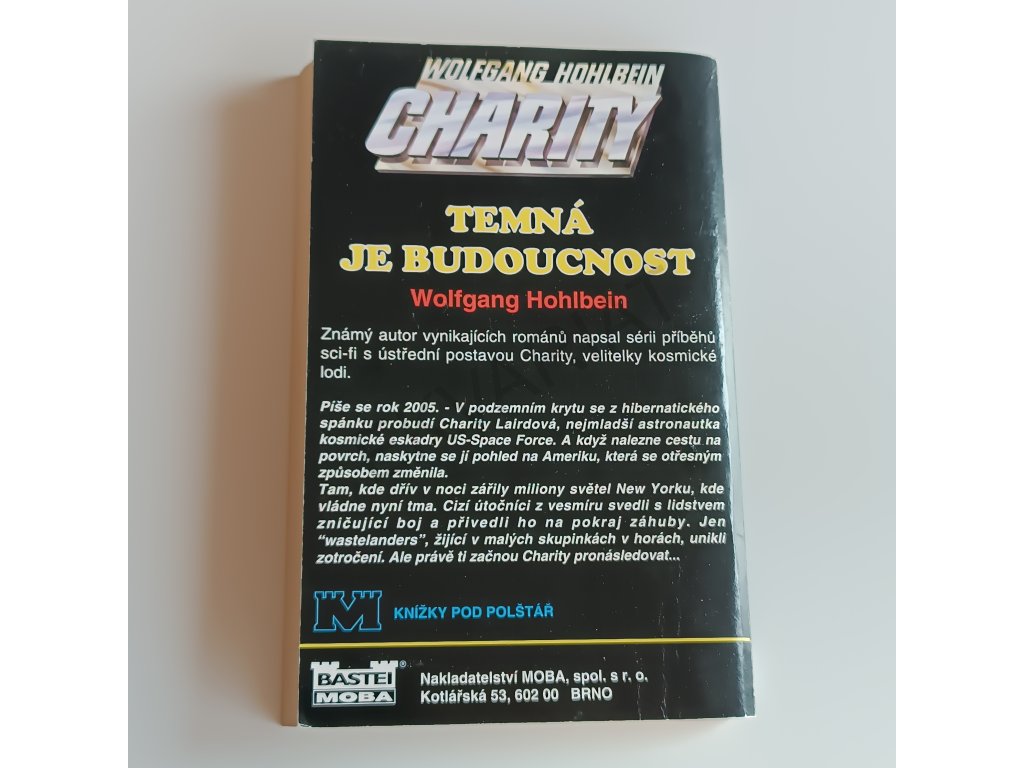 WOLFGANG HOHLBEIN
CHARITY
TEMNÁ
JE BUDOUCNOST
Wolfgang Hohlbein
Známý autor vynikajících románů napsal sérii příběhů
sci-fi s ústřední postavou Charity, velitelky kosmické
lodi.
Píše se rok 2005. - V podzemním krytu se z hibernatického
spánku probudí Charity Lairdová, nejmladší astronautka
kosmické eskadry US-Space Force. A když nalezne cestu na
povrch, naskytne se jí pohled na Ameriku, která se otřesným
způsobem změnila.
Tam, kde dřív v noci zářily miliony světel New Yorku, kde
vládne nyní tma. Cizí útočníci z vesmíru svedli s lidstvem
zničující boj a přivedli ho na pokraj záhuby. Jen
“wastelanders”, žijící v malých skupinkách v horách, unikli
zotročení. Ale právě ti začnou Charity pronásledovat...
M KNÍŽKY POD POLŠTÁŘ
BASTEI ®
MOBA
Nakladatelství MOBA, spol. s r. o.
Kotlářská 53, 602 00 BRNO